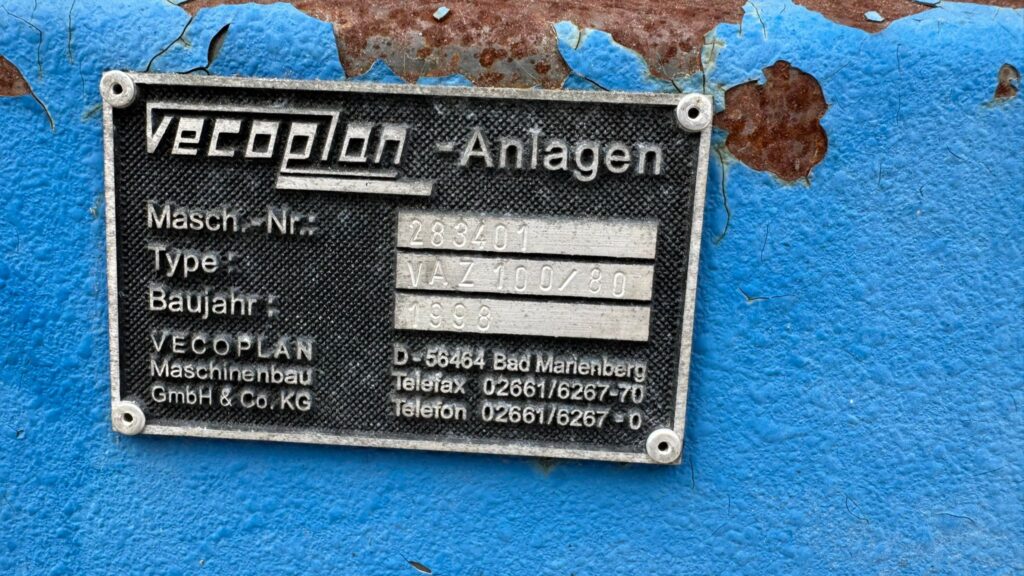 vecoplan -Anlagen
Masch.-Nr.: 283401
Type: VAZ 100/80
Baujahr: 1998
VECOPLAN
Maschinenbau
GmbH & Co. KG
D - 56464 Bad Marienberg
Telefax 02661/6267-70
Telefon 02661/6267 - 0